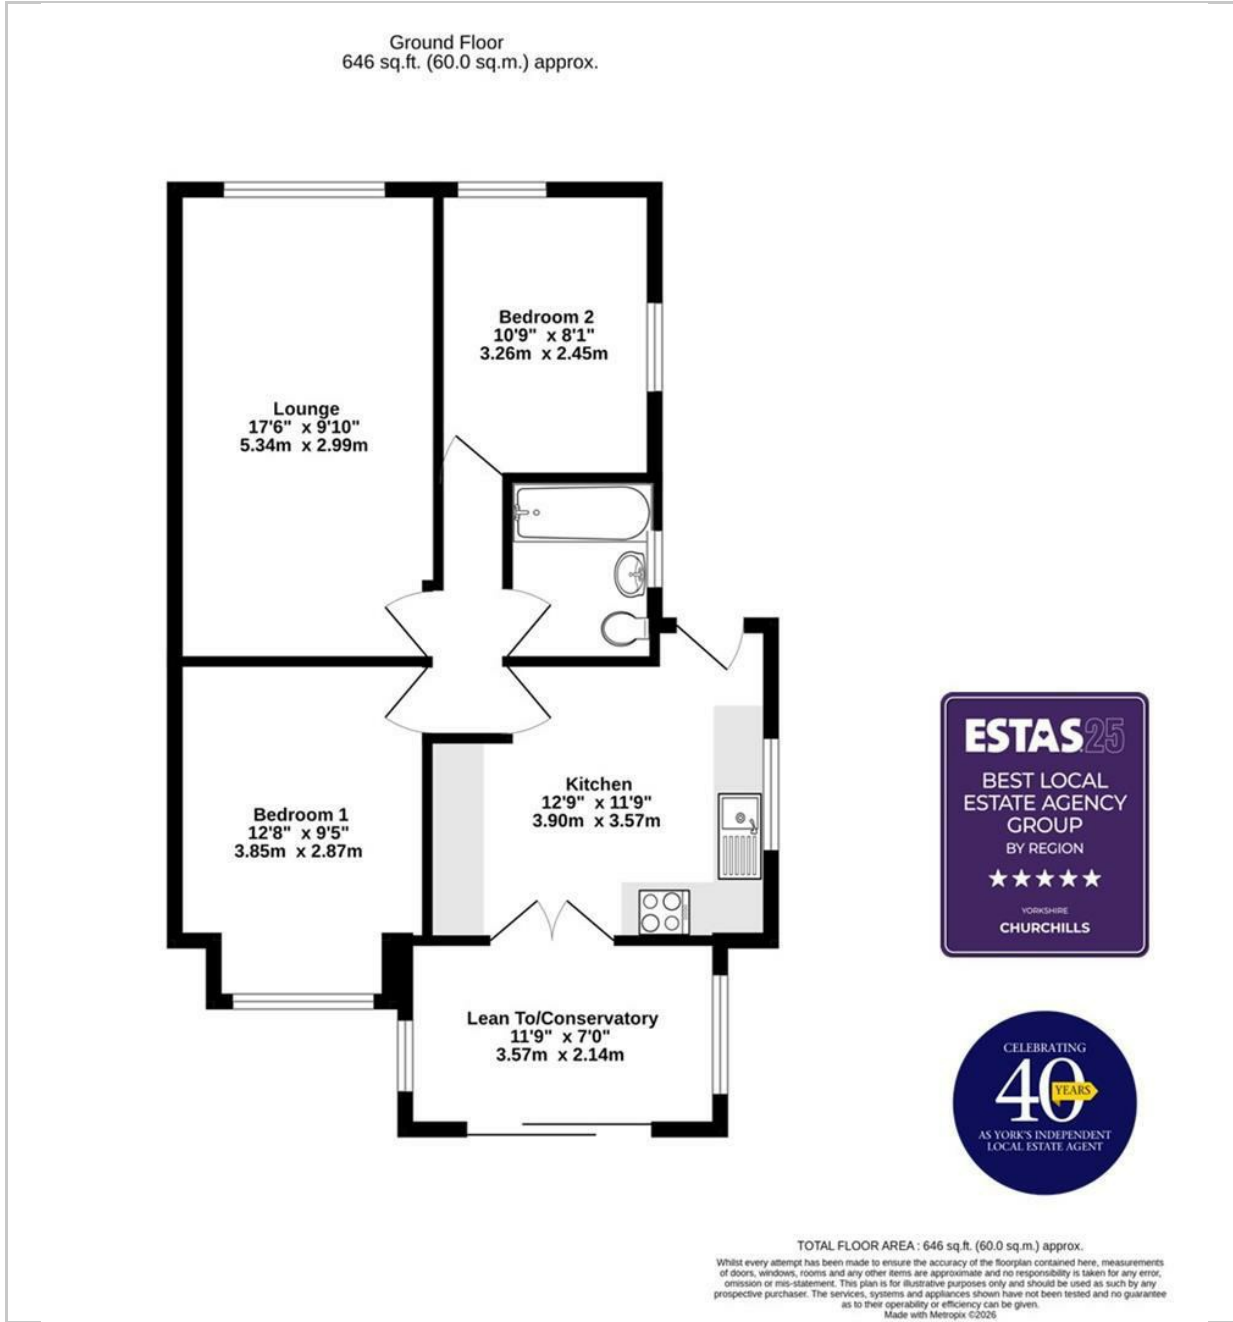 Ground Floor
646 sq.ft. (60.0 sq.m.) approx.
Bedroom 2
10'9" x 8'1"
3.26m x 2.45m
Lounge
17'6" x 9'10"
5.34m x 2.99m
Kitchen
12'9" x 11'9"
3.90m x 3.57m
Bedroom 1
12'8" x 9'5"
3.85m x 2.87m
Lean To/Conservatory
11'9" x 7'0"
3.57m x 2.14m
ESTAS 25
BEST LOCAL
ESTATE AGENCY
GROUP
BY REGION
YORKSHIRE
CHURCHILLS
CELEBRATING
40
YEARS
AS YORK'S INDEPENDENT
LOCAL ESTATE AGENT
TOTAL FLOOR AREA : 646 sq.ft. (60.0 sq.m.) approx.
Whilst every attempt has been made to ensure the accuracy of the floorplan contained here, measurements
of doors, windows, rooms and any other items are approximate and no responsibility is taken for any error,
omission or mis-statement. This plan is for illustrative purposes only and should be used as such by any
prospective purchaser. The services, systems and appliances shown have not been tested and no guarantee
as to their operability or efficiency can be given.
Made with Metropix ©2026